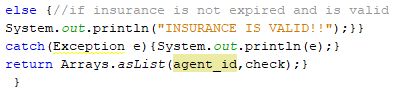 else {//if insurance is not expired and is valid
System.out.println("INSURANCE IS VALID!!");}}
catch(Exception e){System.out.println(e);}
return Arrays.asList(agent_id,check);}
}